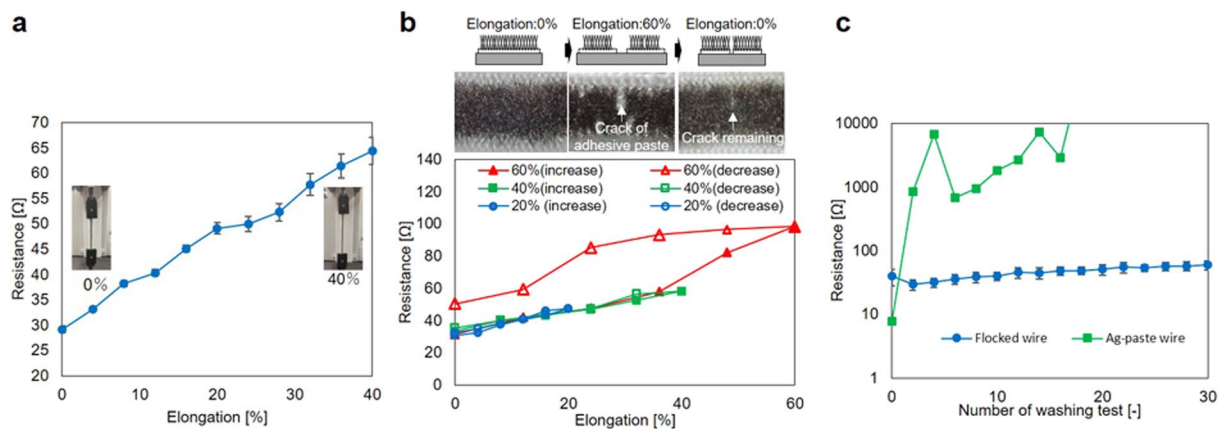 a
70
65
60
55
50
45
40
35
30
25
20
Resistance [Ω]
0%
40%
0 10 20 30 40
Elongation [%]
b
Elongation:0% Elongation:60% Elongation:0%
Crack of
adhesive paste
Crack remaining
140
120
100
80
60
40
20
0
Resistance [Ω]
60%(increase) 60%(decrease)
40%(increase) 40%(decrease)
20% (increase) 20% (decrease)
0 20 40 60
Elongation [%]
c
10000
1000
100
10
1
Resistance [Ω]
Flocked wire Ag-paste wire
0 10 20 30
Number of washing test [-]